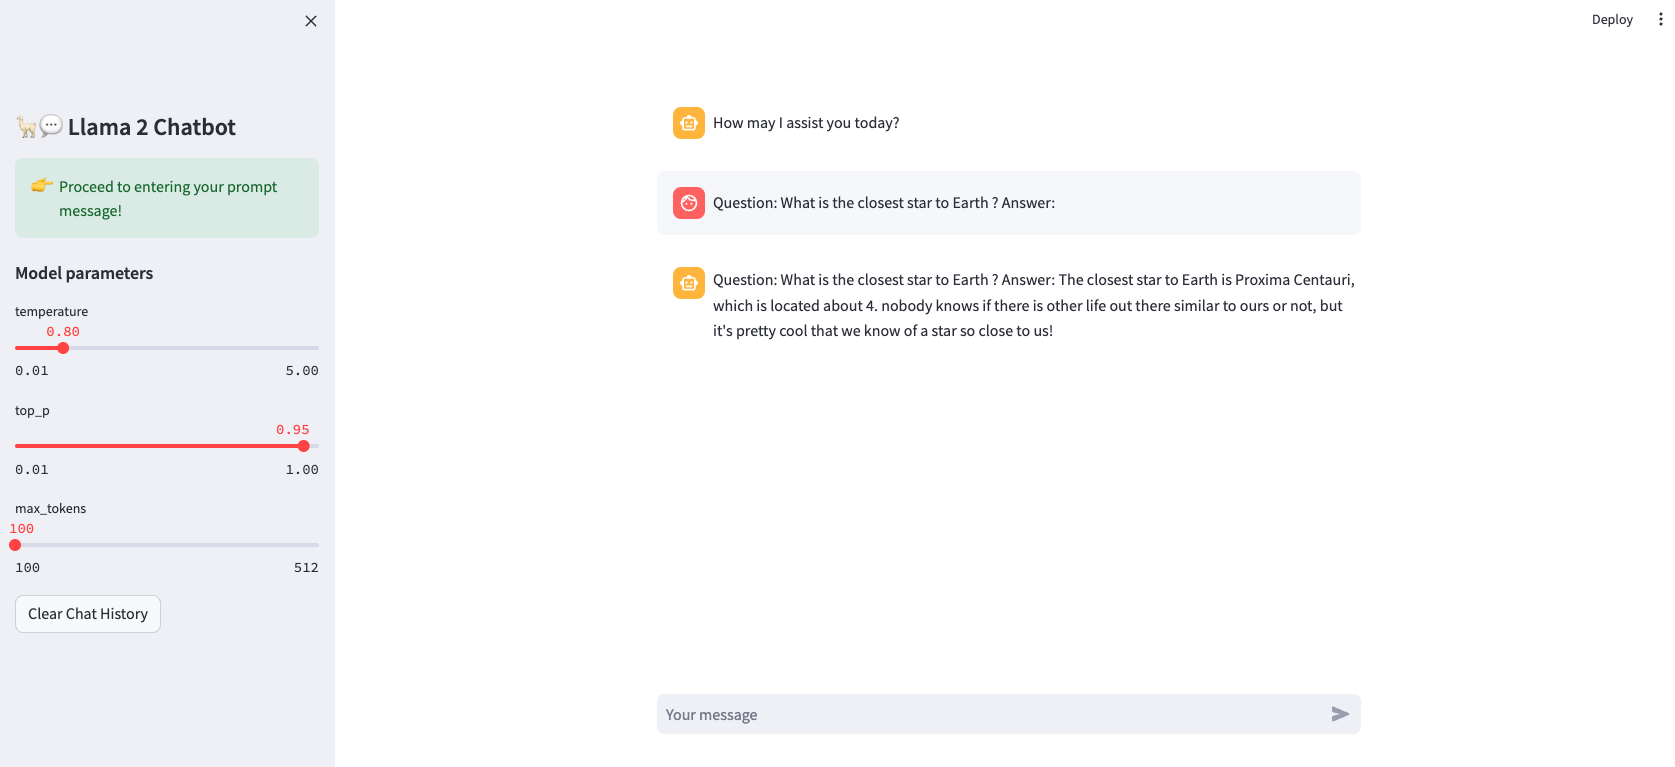 Deploy
Llama 2 Chatbot
Proceed to entering your prompt
message!
Model parameters
temperature
0.80
0.01 5.00
top_p
0.95
0.01 1.00
max_tokens
100
100 512
Clear Chat History
How may I assist you today?
Question: What is the closest star to Earth ? Answer:
Question: What is the closest star to Earth ? Answer: The closest star to Earth is Proxima Centauri,
which is located about 4. nobody knows if there is other life out there similar to ours or not, but
it's pretty cool that we know of a star so close to us!
Your message